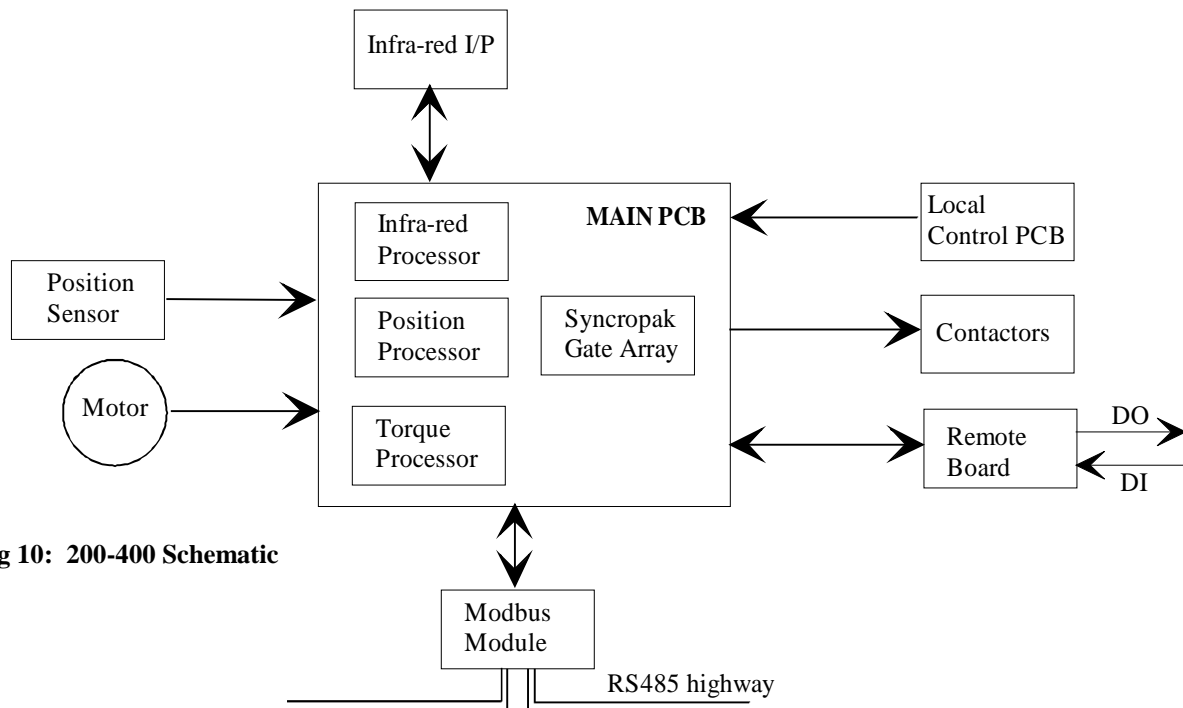 Infra-red I/P
MAIN PCB
Infra-red
Processor
Local
Control PCB
Position
Sensor
Position
Processor
Syncropak
Gate Array
Contactors
Motor
Torque
Processor
Remote
Board
DO
DI
g 10: 200-400 Schematic
Modbus
Module
RS485 highway